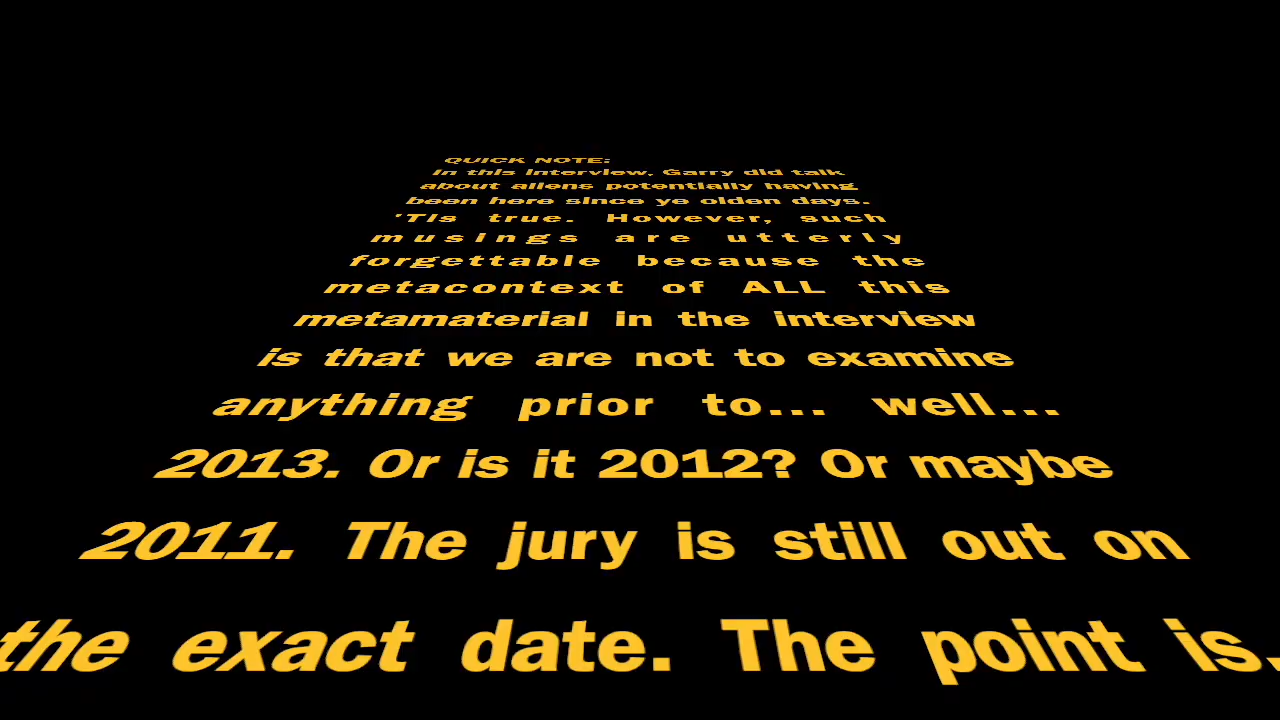 QUICK NOTE:
In this interview, Garry did talk
about aliens potentially having
been here since ye olden days.
'Tis true. However, such
musings are utterly
forgettable because the
metacontext of ALL this
metamaterial in the interview
is that we are not to examine
anything prior to... well...
2013. Or is it 2012? Or maybe
2011. The jury is still out on
the exact date. The point is.